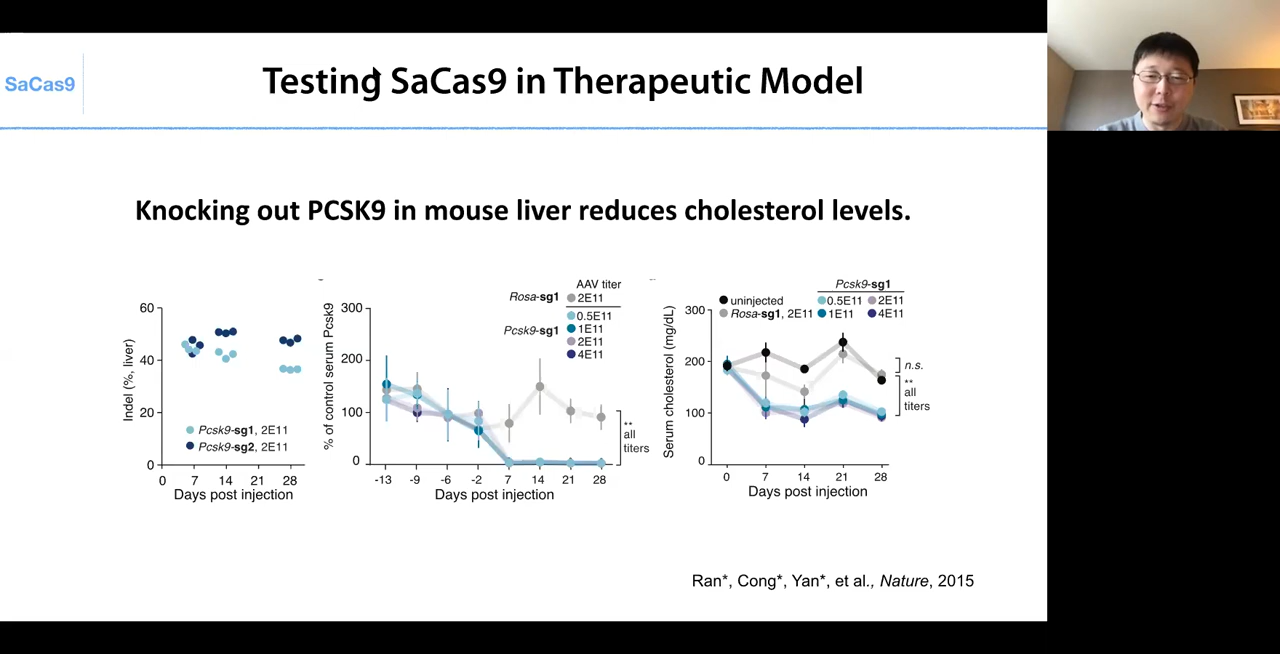 SaCas9
Testing SaCas9 in Therapeutic Model
Knocking out PCSK9 in mouse liver reduces cholesterol levels.
60
40
20
0
Indel (%, liver)
Pcsk9-sg1, 2E11
Pcsk9-sg2, 2E11
0 7 14 21 28
Days post injection
% of control serum Pcsk9
300
200
100
0
AAV titer
Rosa-sg1 2E11
Pcsk9-sg1
0.5E11
1E11
2E11
4E11
**
all
titers
-13 -9 -6 -2 7 14 21 28
Days post injection
Serum cholesterol (mg/dL)
300
200
100
0
uninjected
Rosa-sg1, 2E11
Pcsk9-sg1
0.5E11 2E11
1E11 4E11
n.s.
**
all
titers
0 7 14 21 28
Days post injection
Ran*, Cong*, Yan*, et al., Nature, 2015